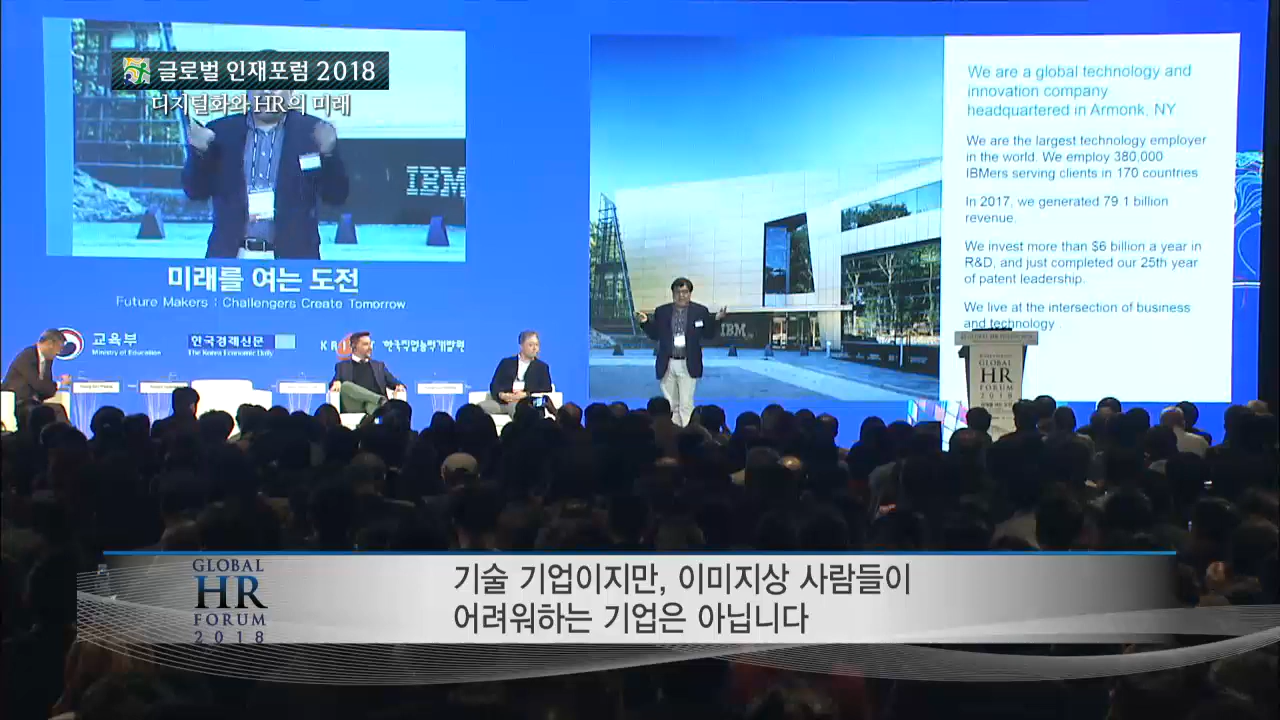 글로벌 인재포럼 2018
디지털화와 HR의 미래
IBM
미래를 여는 도전
Future Makers : Challengers Create Tomorrow
교육부
Ministry of Education
한국경제신문
The Korea Economic Daily
한국직업능력개발원
We are a global technology and
innovation company
headquartered in Armonk, NY
We are the largest technology employer
in the world. We employ 380,000
IBMers serving clients in 170 countries
In 2017, we generated 79.1 billion
revenue.
We invest more than $6 billion a year in
R&D, and just completed our 25th year
of patent leadership.
We live at the intersection of business
and technology
IBM
GLOBAL
HR
FORUM
2018
GLOBAL
HR
FORUM
2018
기술 기업이지만, 이미지상 사람들이
어려워하는 기업은 아닙니다